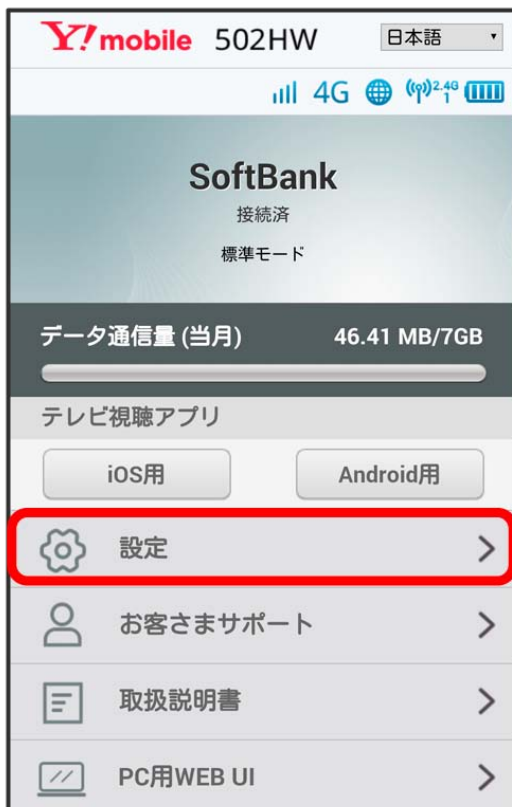 Y!mobile 502HW 日本語
4G 2.4G 1
SoftBank
接続済
標準モード
データ通信量 (当月) 46.41 MB/7GB
テレビ視聴アプリ
iOS用 Android用
設定
お客さまサポート
取扱説明書
PC用WEB UI